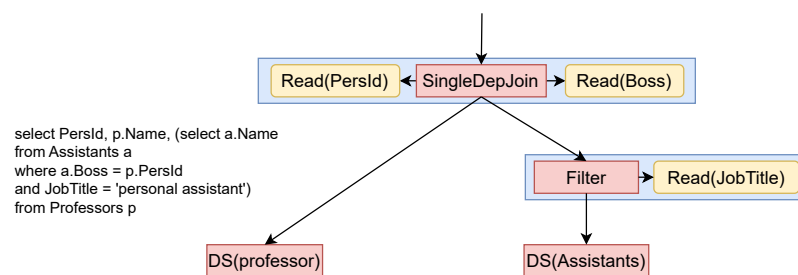 Read(PersId)
SingleDepJoin
Read(Boss)
select PersId, p.Name, (select a.Name
from Assistants a
where a.Boss = p.PersId
and JobTitle = 'personal assistant')
from Professors p
Filter
Read(JobTitle)
DS(professor)
DS(Assistants)